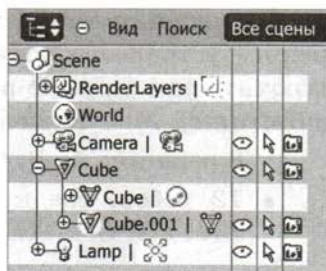 Вид Поиск Все сцены
Scene
RenderLayers |
World
Camera |
Cube
Cube |
Cube.001 |
Lamp |